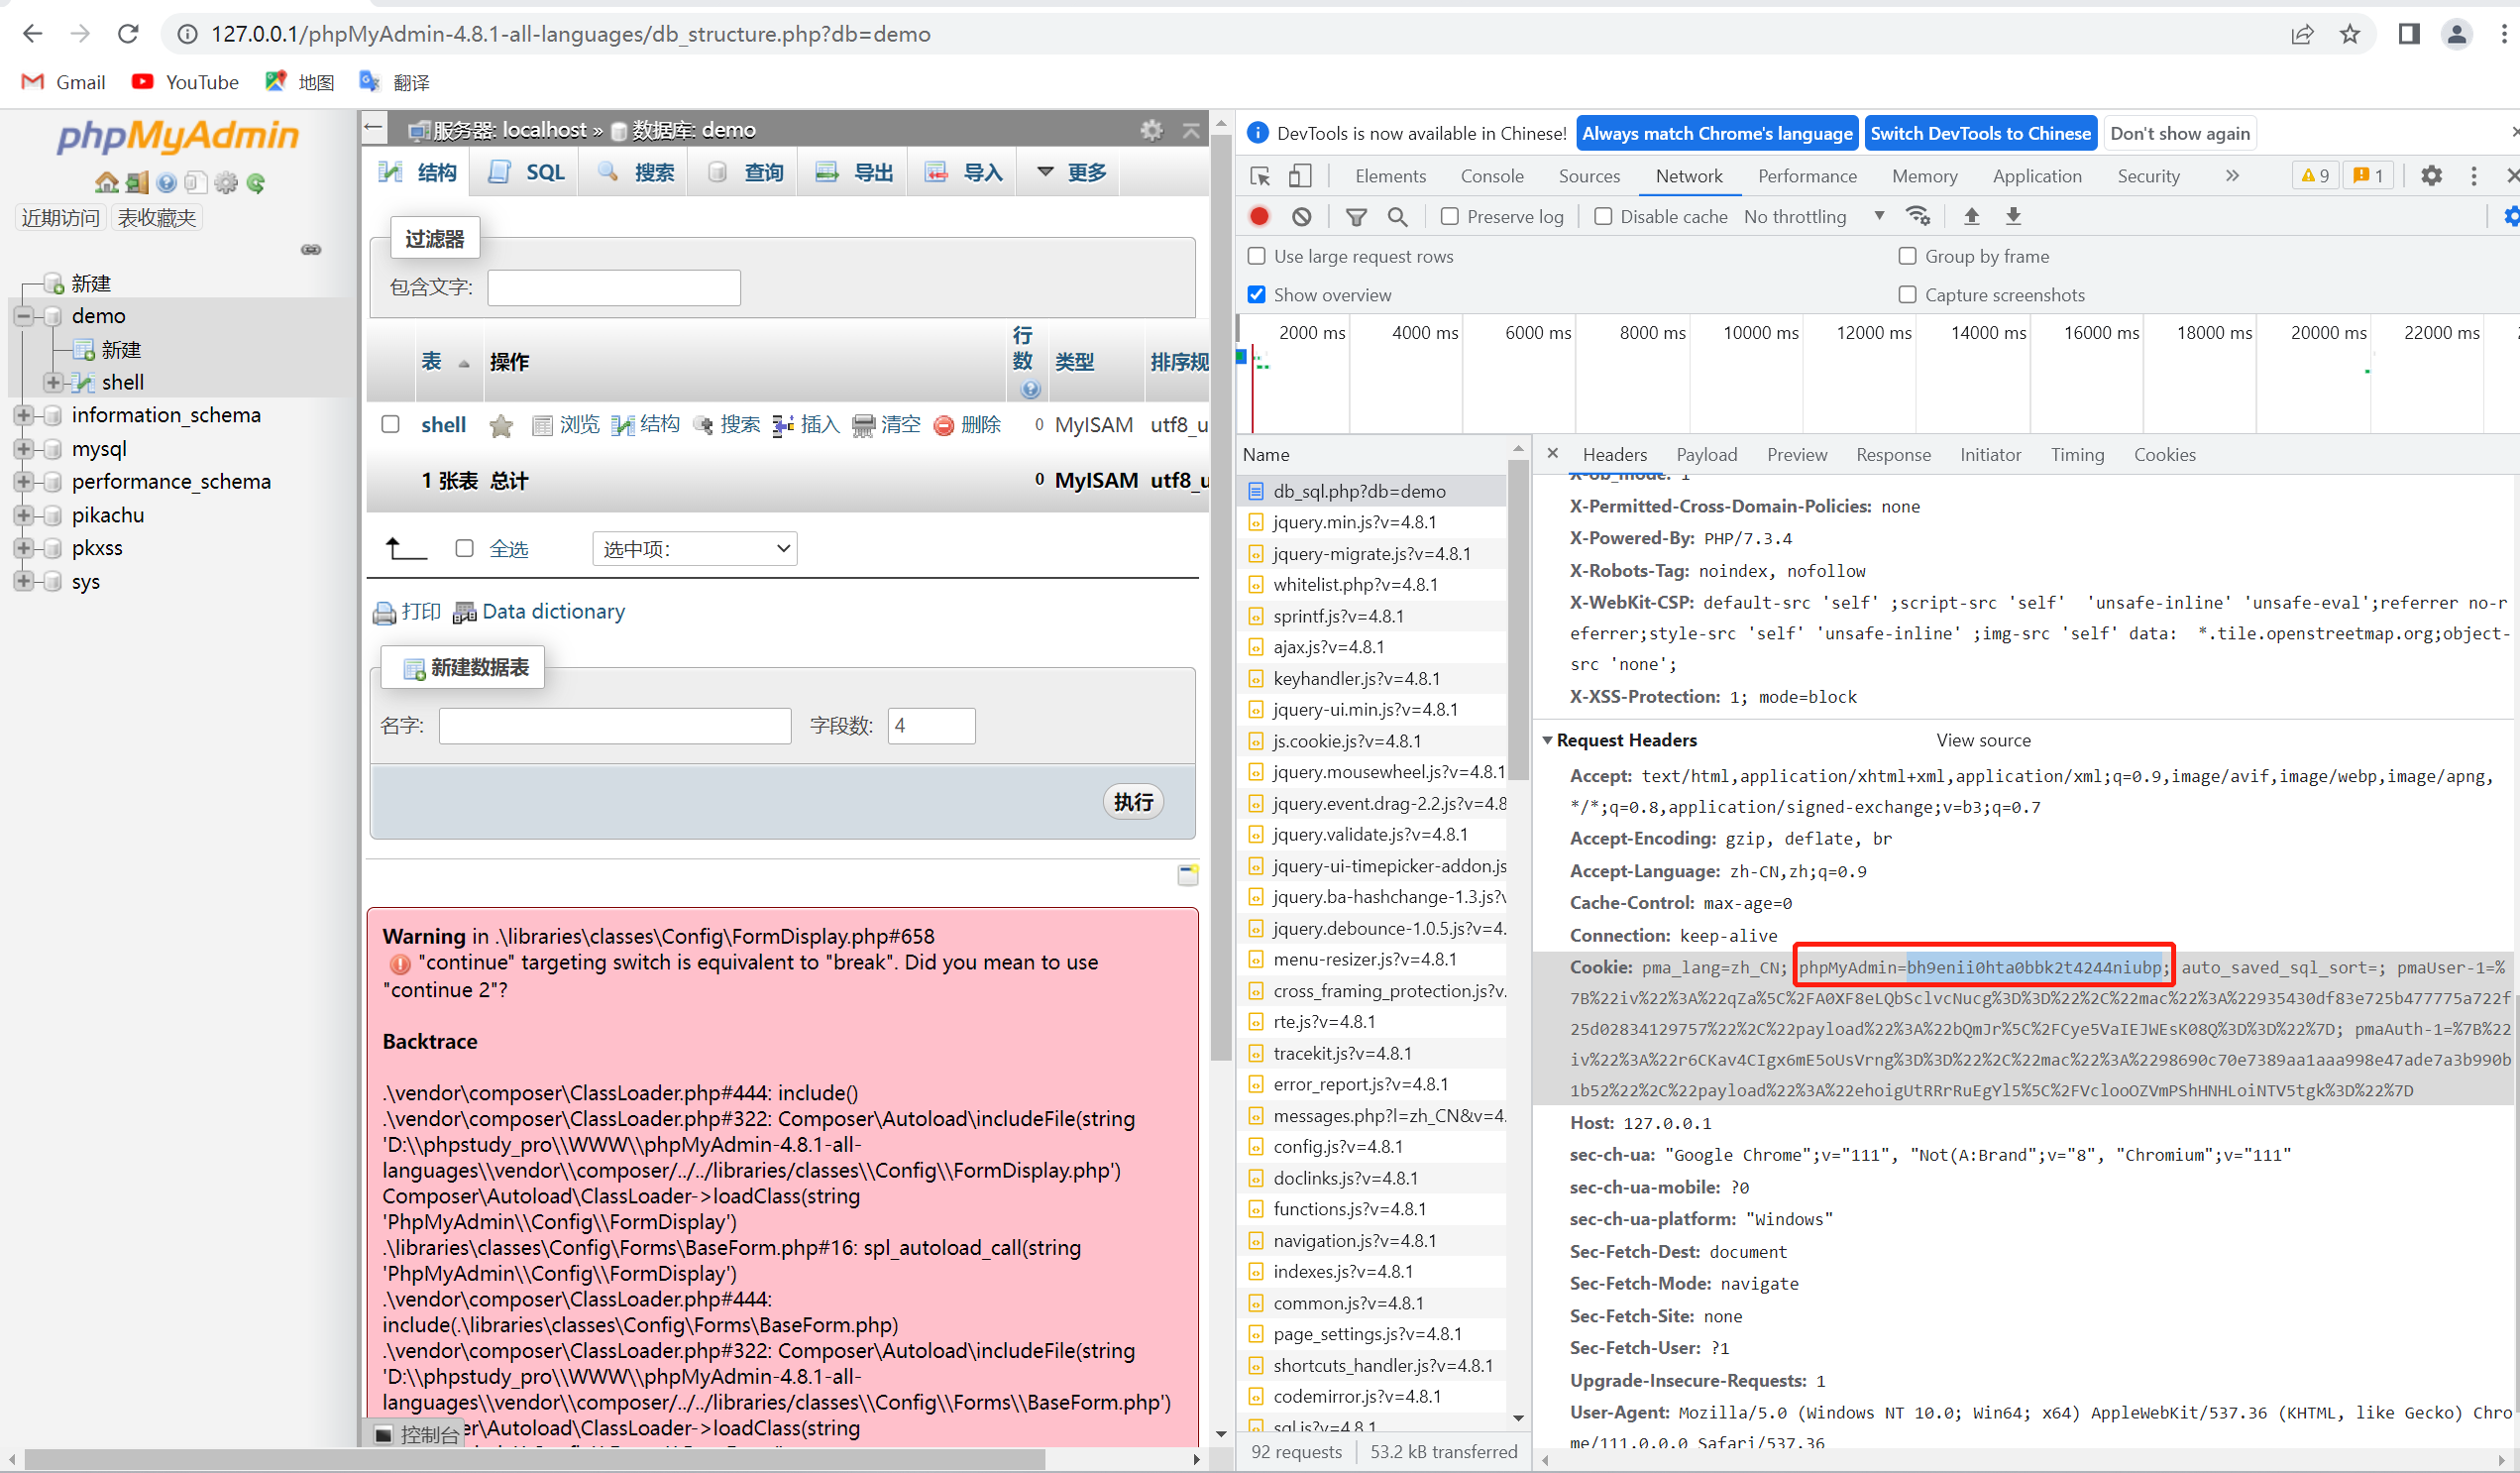 127.0.0.1/phpMyAdmin-4.8.1-all-languages/db_structure.php?db=demo
Gmail YouTube 地图 翻译
phpMyAdmin
近期访问 表收藏夹
新建
demo
新建
shell
information_schema
mysql
performance_schema
pikachu
pkxss
sys
服务器: localhost » 数据库: demo
结构 SQL 搜索 查询 导出 导入 更多
过滤器
包含文字:
表 操作 行数 类型 排序规
shell 浏览 结构 搜索 插入 清空 删除 0 MyISAM utf8_u
1 张表 总计 0 MyISAM utf8_u
全选 选中项:
打印 Data dictionary
新建数据表
名字: 字段数: 4
执行
Warning in .\libraries\classes\Config\FormDisplay.php#658
"continue" targeting switch is equivalent to "break". Did you mean to use
"continue 2"?
Backtrace
.\vendor\composer\ClassLoader.php#444: include()
.\vendor\composer\ClassLoader.php#322: Composer\Autoload\includeFile(string
'D:\\phpstudy_pro\\WWW\\phpMyAdmin-4.8.1-all-
languages\\vendor\\composer/../../libraries/classes\\Config\\FormDisplay.php')
Composer\Autoload\ClassLoader->loadClass(string
'PhpMyAdmin\\Config\\FormDisplay')
.\libraries\classes\Config\Forms\BaseForm.php#16: spl_autoload_call(string
'PhpMyAdmin\\Config\\FormDisplay')
.\vendor\composer\ClassLoader.php#444:
include(.\libraries\classes\Config\Forms\BaseForm.php)
.\vendor\composer\ClassLoader.php#322: Composer\Autoload\includeFile(string
'D:\\phpstudy_pro\\WWW\\phpMyAdmin-4.8.1-all-
languages\\vendor\\composer/../../libraries/classes\\Config\\Forms\\BaseForm.php')
控制台 er\Autoload\ClassLoader->loadClass(string
DevTools is now available in Chinese! Always match Chrome's language Switch DevTools to Chinese Don't show again
Elements Console Sources Network Performance Memory Application Security » 9 1
Preserve log Disable cache No throttling
Use large request rows Group by frame
Show overview Capture screenshots
2000 ms 4000 ms 6000 ms 8000 ms 10000 ms 12000 ms 14000 ms 16000 ms 18000 ms 20000 ms 22000 ms
Name
db_sql.php?db=demo
jquery.min.js?v=4.8.1
jquery-migrate.js?v=4.8.1
whitelist.php?v=4.8.1
sprintf.js?v=4.8.1
ajax.js?v=4.8.1
keyhandler.js?v=4.8.1
jquery-ui.min.js?v=4.8.1
js.cookie.js?v=4.8.1
jquery.mousewheel.js?v=4.8.1
jquery.event.drag-2.2.js?v=4.8
jquery.validate.js?v=4.8.1
jquery-ui-timepicker-addon.js
jquery.ba-hashchange-1.3.js?v
jquery.debounce-1.0.5.js?v=4.
menu-resizer.js?v=4.8.1
cross_framing_protection.js?v.
rte.js?v=4.8.1
tracekit.js?v=4.8.1
error_report.js?v=4.8.1
messages.php?l=zh_CN&v=4.
config.js?v=4.8.1
doclinks.js?v=4.8.1
functions.js?v=4.8.1
navigation.js?v=4.8.1
indexes.js?v=4.8.1
common.js?v=4.8.1
page_settings.js?v=4.8.1
shortcuts_handler.js?v=4.8.1
codemirror.js?v=4.8.1
sql.js?v=4.8.1
92 requests 53.2 kB transferred
Headers Payload Preview Response Initiator Timing Cookies
X-ob_mode: 1
X-Permitted-Cross-Domain-Policies: none
X-Powered-By: PHP/7.3.4
X-Robots-Tag: noindex, nofollow
X-WebKit-CSP: default-src 'self' ;script-src 'self' 'unsafe-inline' 'unsafe-eval';referrer no-r
eferrer;style-src 'self' 'unsafe-inline' ;img-src 'self' data: *.tile.openstreetmap.org;object-
src 'none';
X-XSS-Protection: 1; mode=block
Request Headers View source
Accept: text/html,application/xhtml+xml,application/xml;q=0.9,image/avif,image/webp,image/apng,
*/*;q=0.8,application/signed-exchange;v=b3;q=0.7
Accept-Encoding: gzip, deflate, br
Accept-Language: zh-CN,zh;q=0.9
Cache-Control: max-age=0
Connection: keep-alive
Cookie: pma_lang=zh_CN; phpMyAdmin=bh9enii0hta0bbk2t4244niubp; auto_saved_sql_sort=; pmaUser-1=%
7B%22iv%22%3A%22qZa%5C%2FA0XF8eLQbSclvcNucg%3D%3D%22%2C%22mac%22%3A%22935430df83e725b477775a722f
25d02834129757%22%2C%22payload%22%3A%22bQmJr%5C%2FCye5VaIEJWEsK08Q%3D%3D%22%7D; pmaAuth-1=%7B%22
iv%22%3A%22r6CKav4CIgx6mE5oUsVrng%3D%3D%22%2C%22mac%22%3A%2298690c70e7389aa1aaa998e47ade7a3b990b
1b52%22%2C%22payload%22%3A%22ehoigUtRRrRuEgYl5%5C%2FVclooOZVmPShHNHLoiNTV5tgk%3D%22%7D
Host: 127.0.0.1
sec-ch-ua: "Google Chrome";v="111", "Not(A:Brand";v="8", "Chromium";v="111"
sec-ch-ua-mobile: ?0
sec-ch-ua-platform: "Windows"
Sec-Fetch-Dest: document
Sec-Fetch-Mode: navigate
Sec-Fetch-Site: none
Sec-Fetch-User: ?1
Upgrade-Insecure-Requests: 1
User-Agent: Mozilla/5.0 (Windows NT 10.0; Win64; x64) AppleWebKit/537.36 (KHTML, like Gecko) Chro
me/111.0.0.0 Safari/537.36